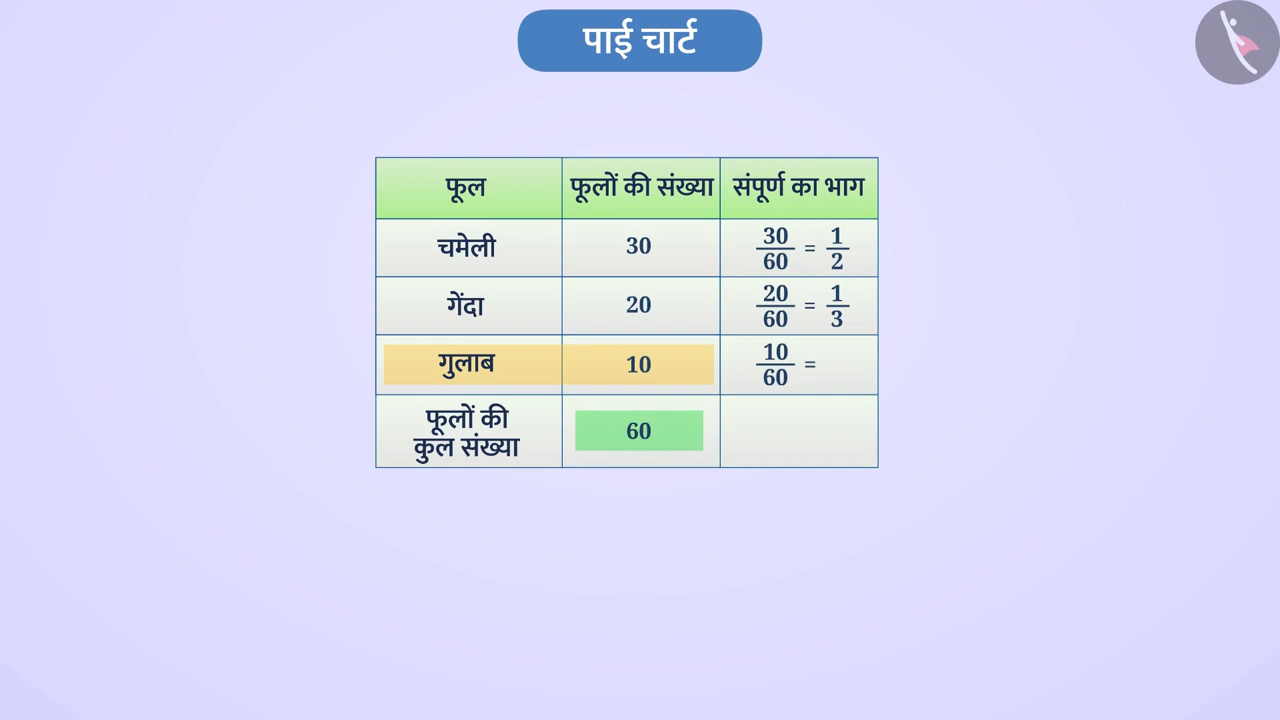 पाई चार्ट
फूल फूलों की संख्या संपूर्ण का भाग
चमेली 30 30/60 = 1/2
गेंदा 20 20/60 = 1/3
गुलाब 10 10/60 =
फूलों की
कुल संख्या 60